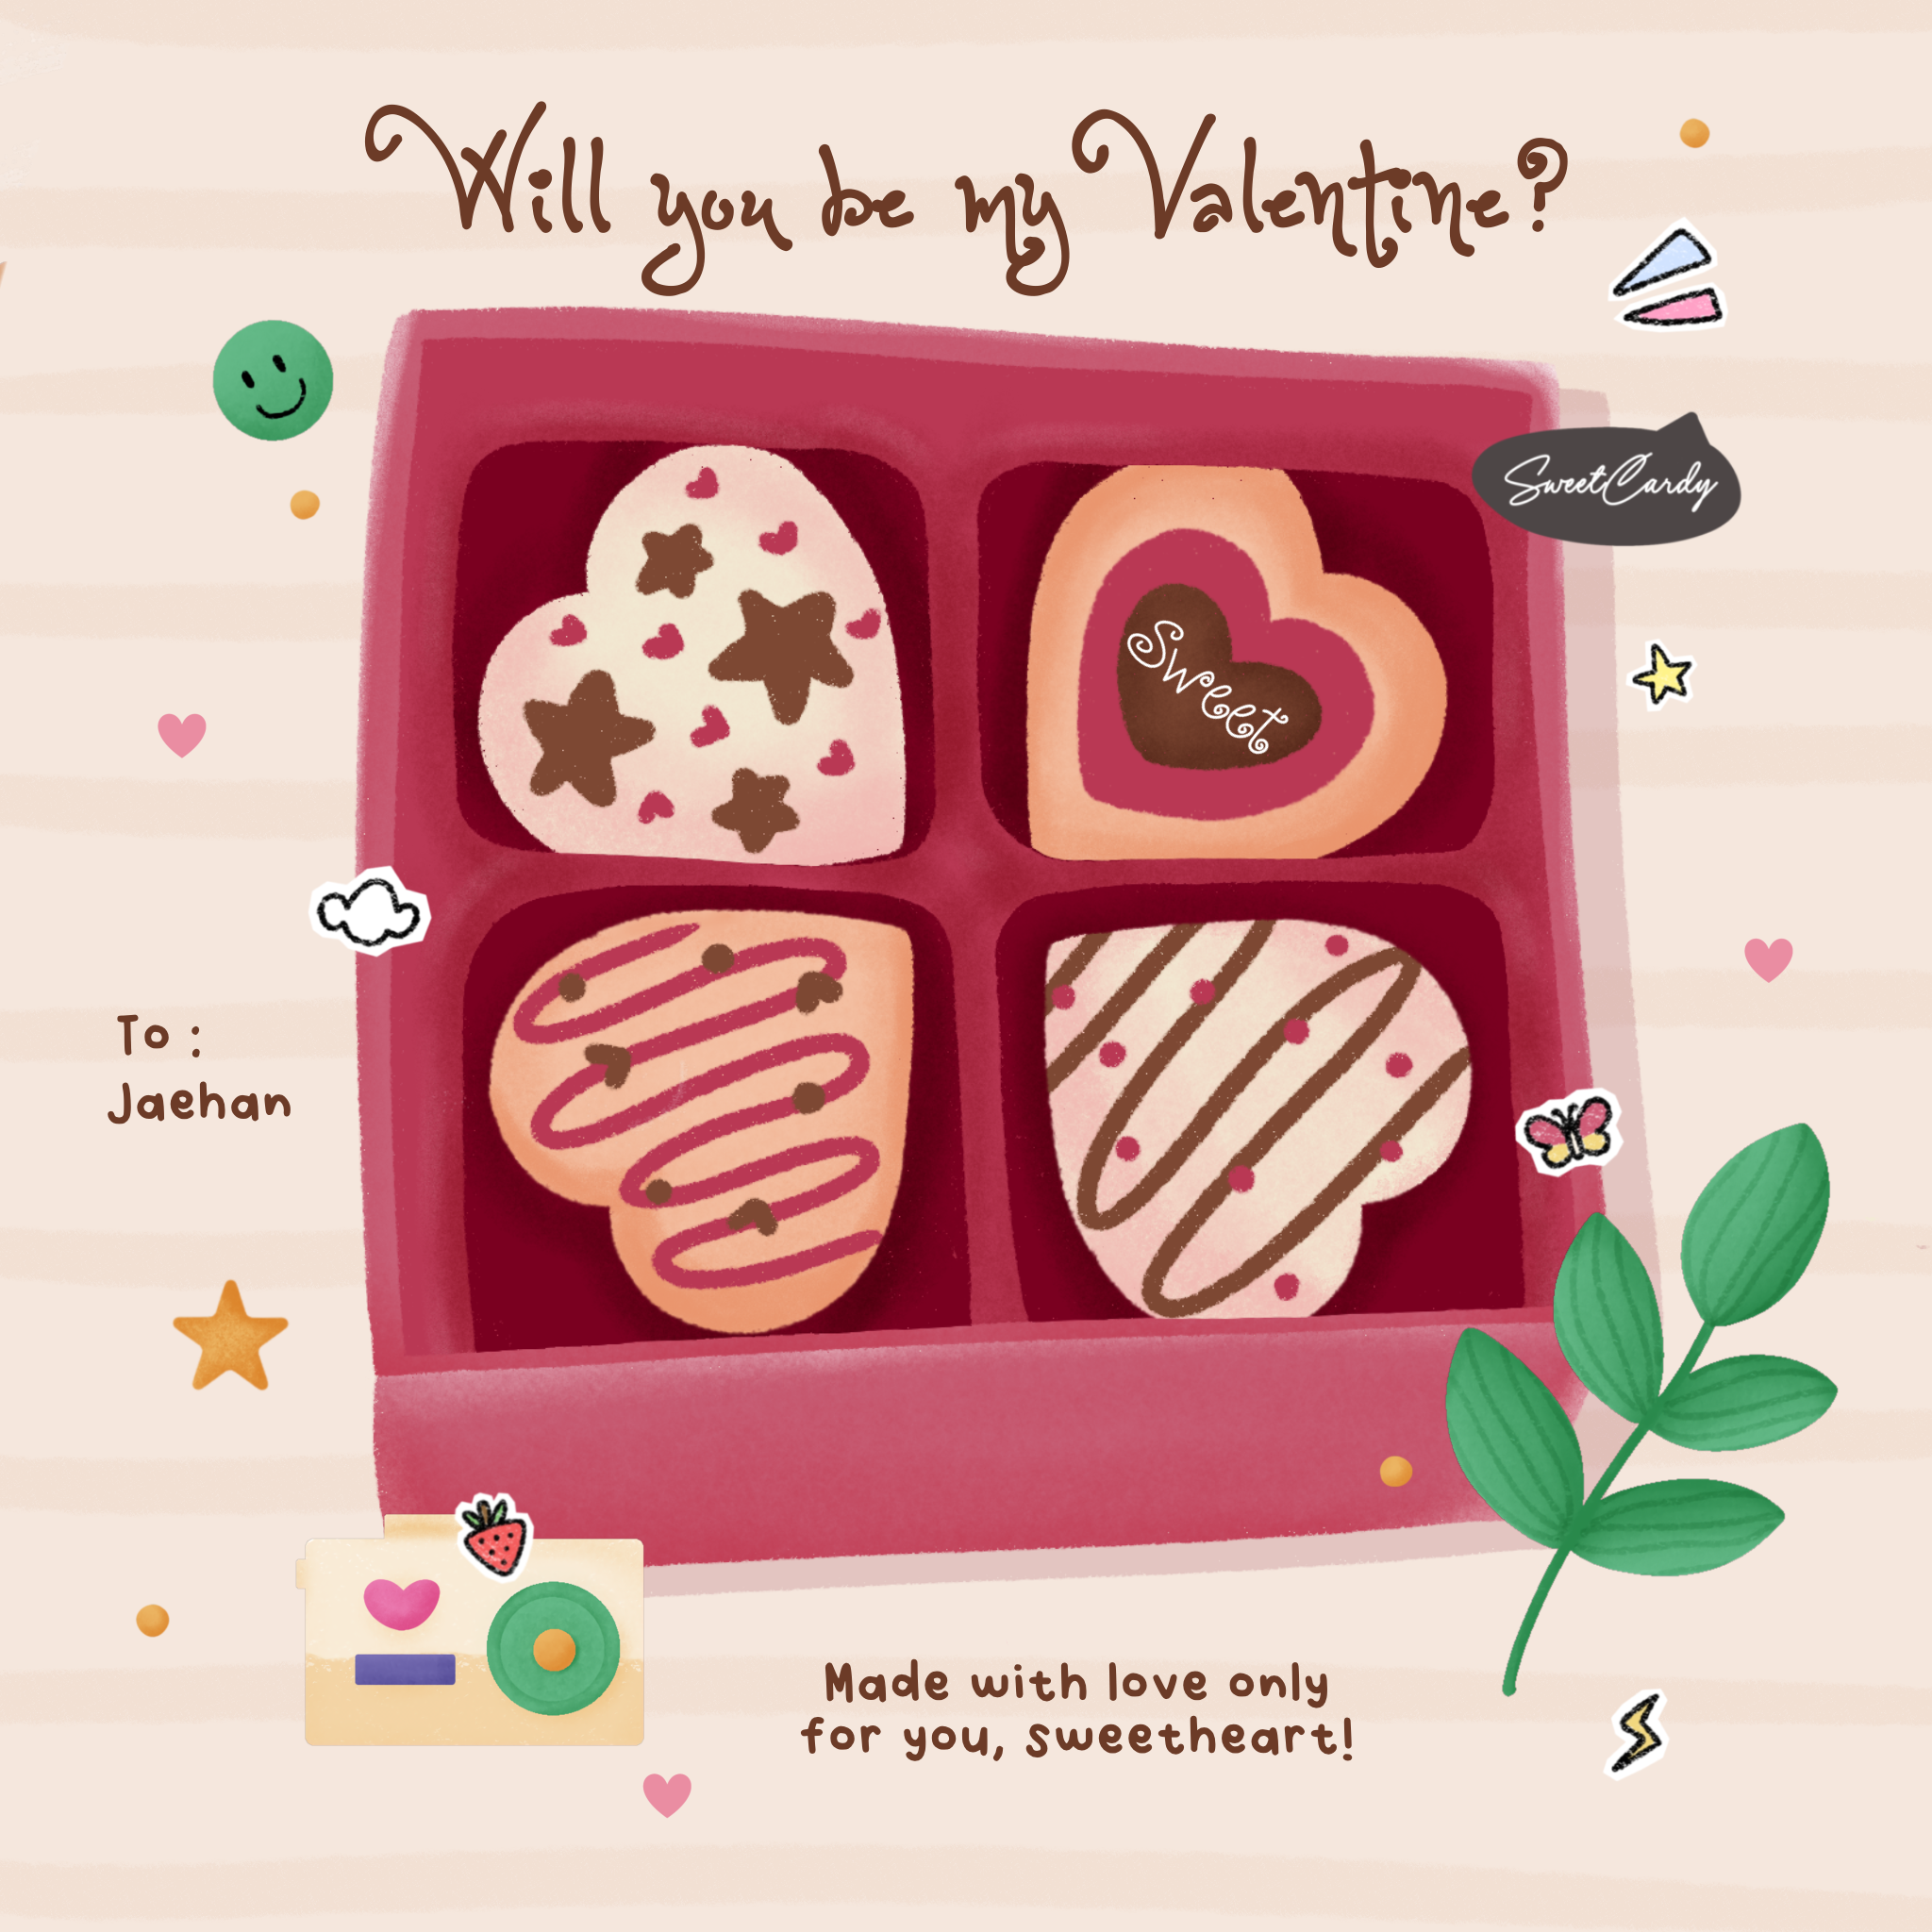 Will you be my Valentine?
SweetCardy
Sweet
To :
Jaehan
Made with love only
for you, sweetheart!